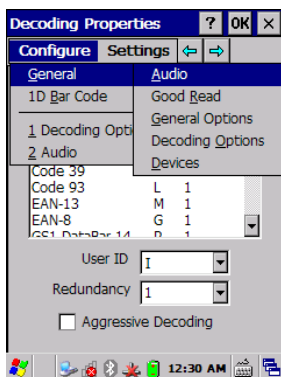 Decoding Properties ? OK ×
Configure Settings
General Audio
1D Bar Code Good Read
General Options
1 Decoding Opti Decoding Options
2 Audio Devices
Code 39
Code 93 L 1
EAN-13 M 1
EAN-8 G 1
GS1 DataBar 14 R 1
User ID I
Redundancy 1
Aggressive Decoding
12:30 AM